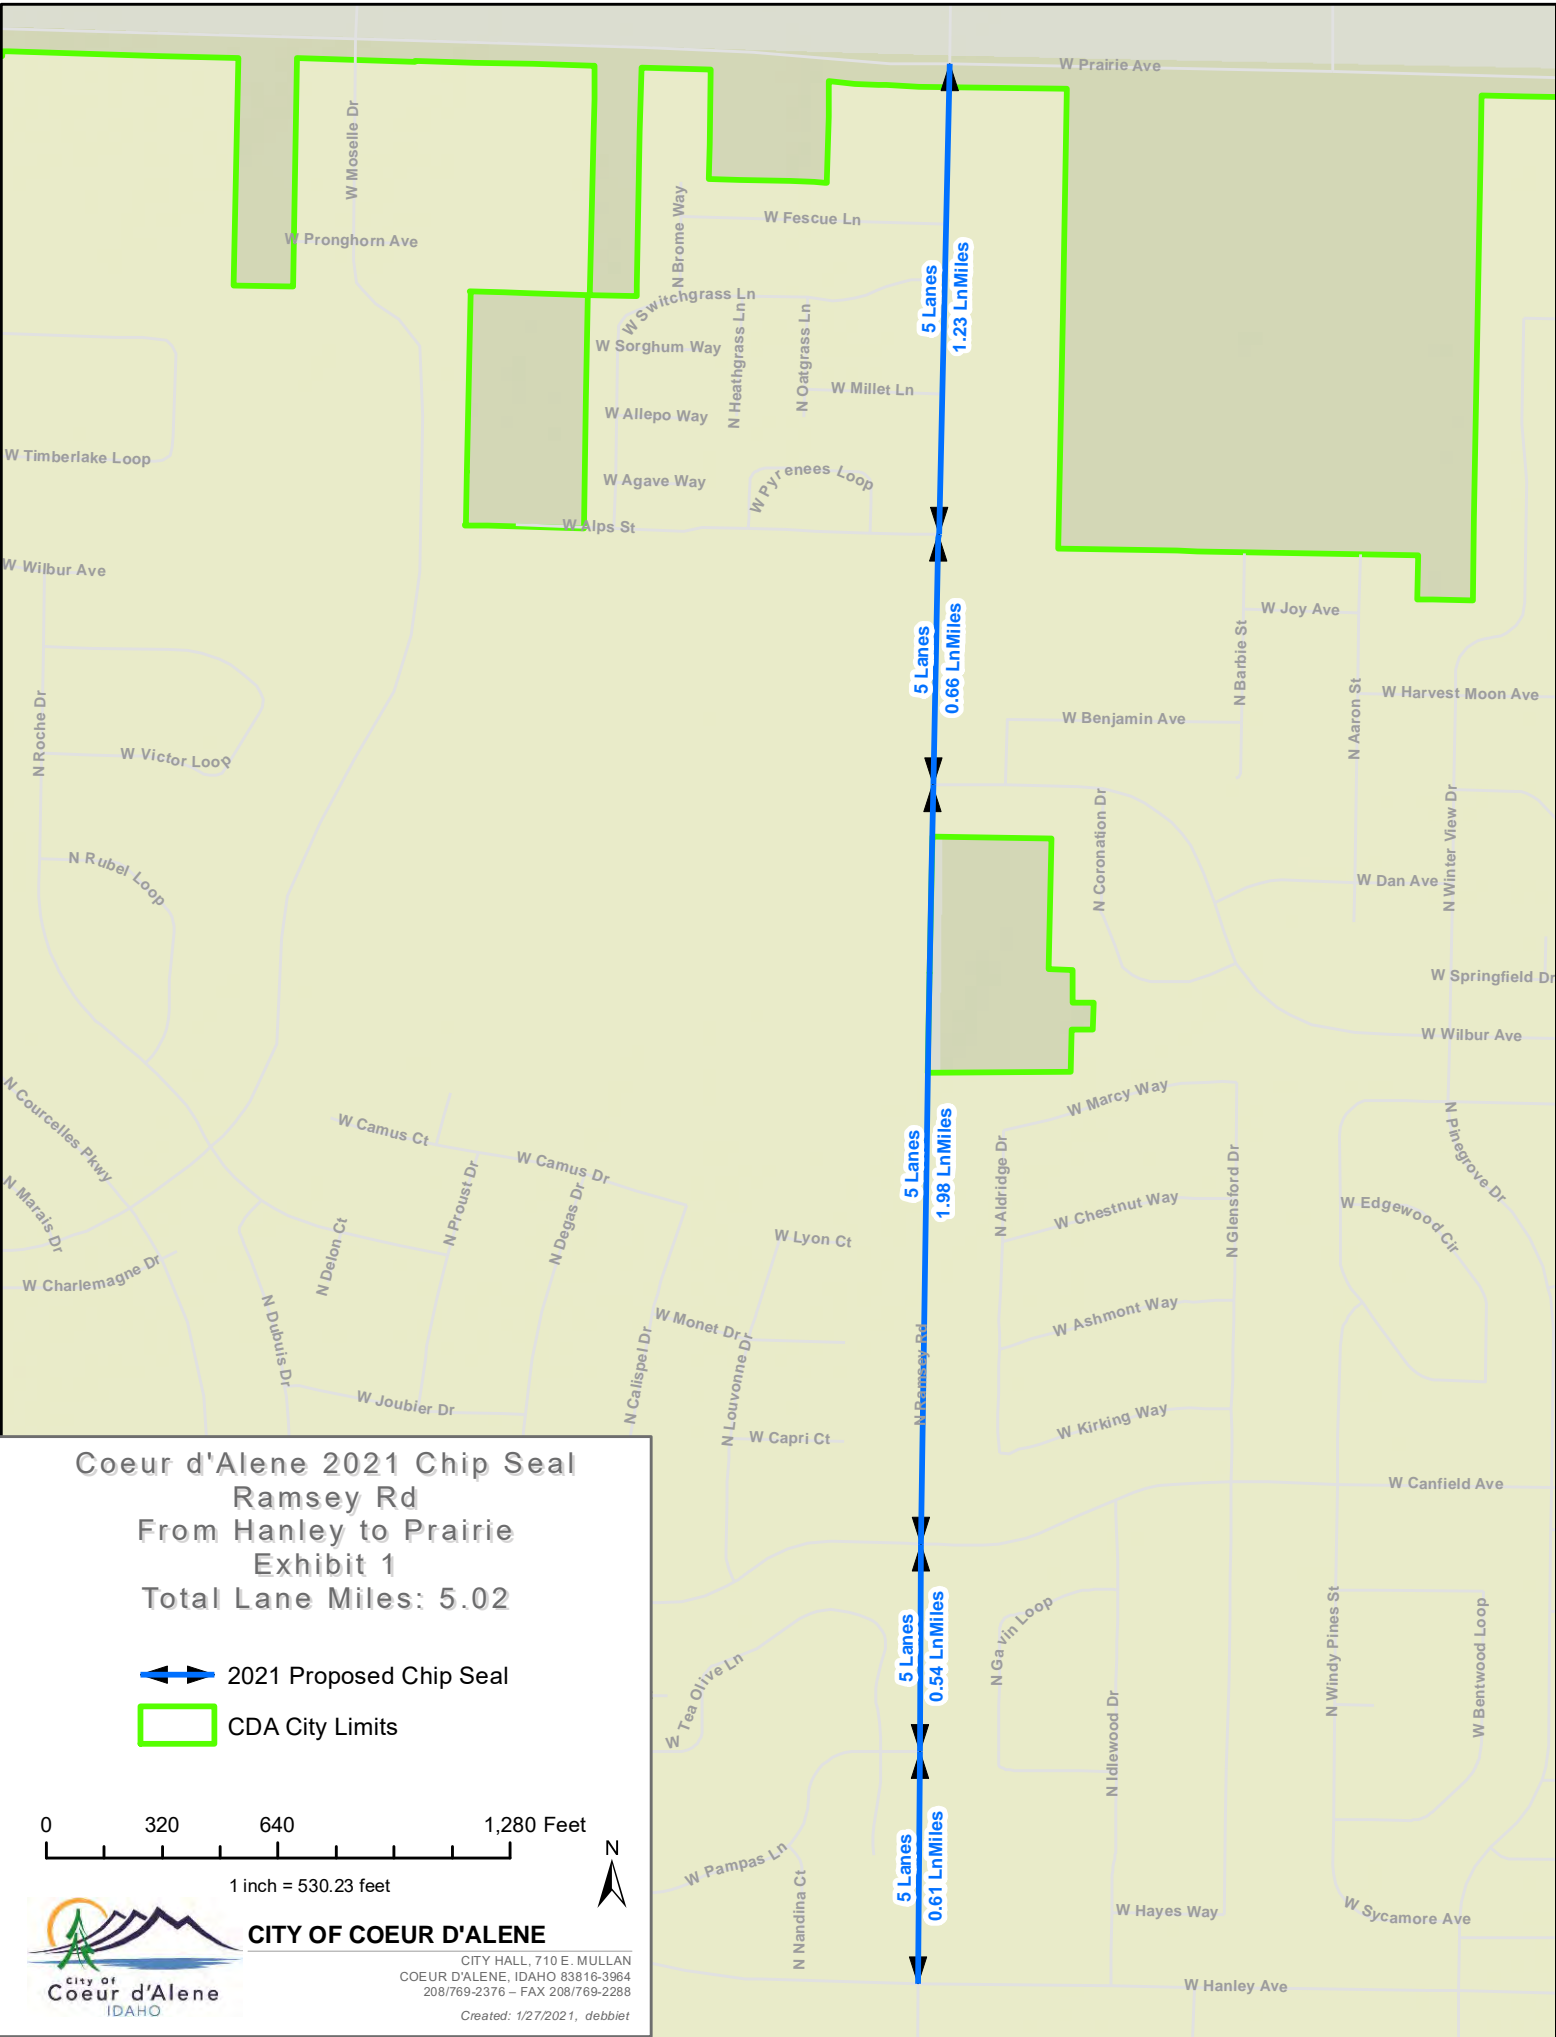 W Prairie Ave
W Moselle Dr
W Pronghorn Ave
N Brome Way
W Fescue Ln
W Switchgrass Ln
5 Lanes
1.23 LnMiles
W Sorghum Way
N Heathgrass Ln
N Oatgrass Ln
W Millet Ln
W Allepo Way
W Timberlake Loop
W Agave Way
W Pyrenees Loop
W Alps St
W Wilbur Ave
W Joy Ave
5 Lanes
0.66 LnMiles
N Barbie St
N Aaron St
W Harvest Moon Ave
N Roche Dr
W Victor Loop
W Benjamin Ave
N Coronation Dr
N Winter View Dr
N Rubel Loop
W Dan Ave
W Springfield Dr
W Wilbur Ave
N Courcelles Pkwy
W Camus Ct
W Camus Dr
W Marcy Way
N Pinegrove Dr
5 Lanes
1.98 LnMiles
N Marais Dr
N Proust Dr
N Degas Dr
N Aldridge Dr
W Chestnut Way
N Glensford Dr
W Edgewood Cir
N Delon Ct
W Lyon Ct
W Charlemagne Dr
N Dubuis Dr
W Monet Dr
W Ashmont Way
N Calispel Dr
N Louvonne Dr
N Ramsey Rd
W Joubier Dr
W Capri Ct
W Kirking Way
W Canfield Ave
Coeur d'Alene 2021 Chip Seal
Ramsey Rd
From Hanley to Prairie
Exhibit 1
Total Lane Miles: 5.02
2021 Proposed Chip Seal
CDA City Limits
5 Lanes
0.54 LnMiles
N Gavin Loop
W Tea Olive Ln
N Idlewood Dr
N Windy Pines St
W Bentwood Loop
0 320 640 1,280 Feet
N
1 inch = 530.23 feet
5 Lanes
0.61 LnMiles
W Pampas Ln
N Nandina Ct
W Hayes Way
W Sycamore Ave
W Hanley Ave
City Of
Coeur d'Alene
IDAHO
CITY OF COEUR D'ALENE
CITY HALL, 710 E. MULLAN
COEUR D'ALENE, IDAHO 83816-3964
208/769-2376 – FAX 208/769-2288
Created: 1/27/2021, debbiet